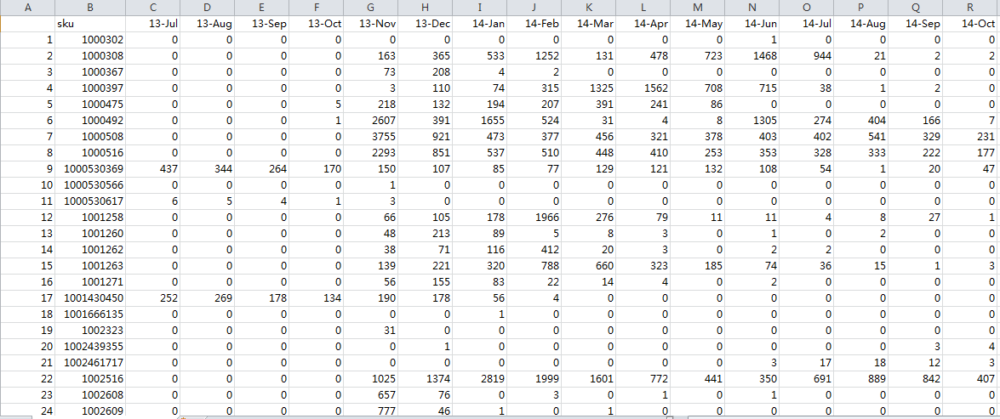 A B C D E F G H I J K L M N O P Q R
sku 13-Jul 13-Aug 13-Sep 13-Oct 13-Nov 13-Dec 14-Jan 14-Feb 14-Mar 14-Apr 14-May 14-Jun 14-Jul 14-Aug 14-Sep 14-Oct
1 1000302 0 0 0 0 0 0 0 0 0 0 0 1 0 0 0 0
2 1000308 0 0 0 0 163 365 533 1252 131 478 723 1468 944 21 2 2
3 1000367 0 0 0 0 73 208 4 2 0 0 0 0 0 0 0 0
4 1000397 0 0 0 0 3 110 74 315 1325 1562 708 715 38 1 2 0
5 1000475 0 0 0 5 218 132 194 207 391 241 86 0 0 0 0 0
6 1000492 0 0 0 1 2607 391 1655 524 31 4 8 1305 274 404 166 7
7 1000508 0 0 0 0 3755 921 473 377 456 321 378 403 402 541 329 231
8 1000516 0 0 0 0 2293 851 537 510 448 410 253 353 328 333 222 177
9 1000530369 437 344 264 170 150 107 85 77 129 121 132 108 54 1 20 47
10 1000530566 0 0 0 0 1 0 0 0 0 0 0 0 0 0 0 0
11 1000530617 6 5 4 1 3 0 0 0 0 0 0 0 0 0 0 0
12 1001258 0 0 0 0 66 105 178 1966 276 79 11 11 4 8 27 1
13 1001260 0 0 0 0 48 213 89 5 8 3 0 1 0 2 0 0
14 1001262 0 0 0 0 38 71 116 412 20 3 0 2 2 0 0 0
15 1001263 0 0 0 0 139 221 320 788 660 323 185 74 36 15 1 3
16 1001271 0 0 0 0 56 155 83 22 14 4 0 2 0 0 0 0
17 1001430450 252 269 178 134 190 178 56 4 0 0 0 0 0 0 0 0
18 1001666135 0 0 0 0 0 0 1 0 0 0 0 0 0 0 0 0
19 1002323 0 0 0 0 31 0 0 0 0 0 0 0 0 0 0 0
20 1002439355 0 0 0 0 0 1 0 0 0 0 0 0 0 0 3 4
21 1002461717 0 0 0 0 0 0 0 0 0 0 0 3 17 18 12 3
22 1002516 0 0 0 0 1025 1374 2819 1999 1601 772 441 350 691 889 842 407
23 1002608 0 0 0 0 657 76 0 3 0 1 0 1 0 0 0 0
24 1002609 0 0 0 0 777 46 1 0 1 0 0 0 0 0 0 0